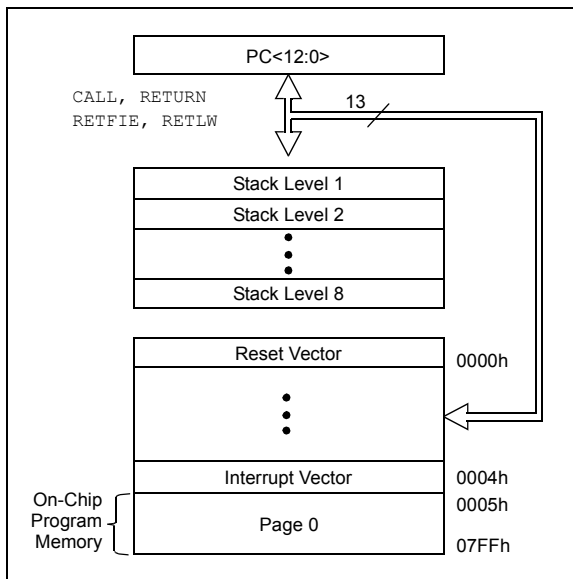 PC<12:0>
CALL, RETURN
RETFIE, RETLW
13
Stack Level 1
Stack Level 2
Stack Level 8
Reset Vector
0000h
Interrupt Vector
0004h
On-Chip
Program
Memory
0005h
Page 0
07FFh